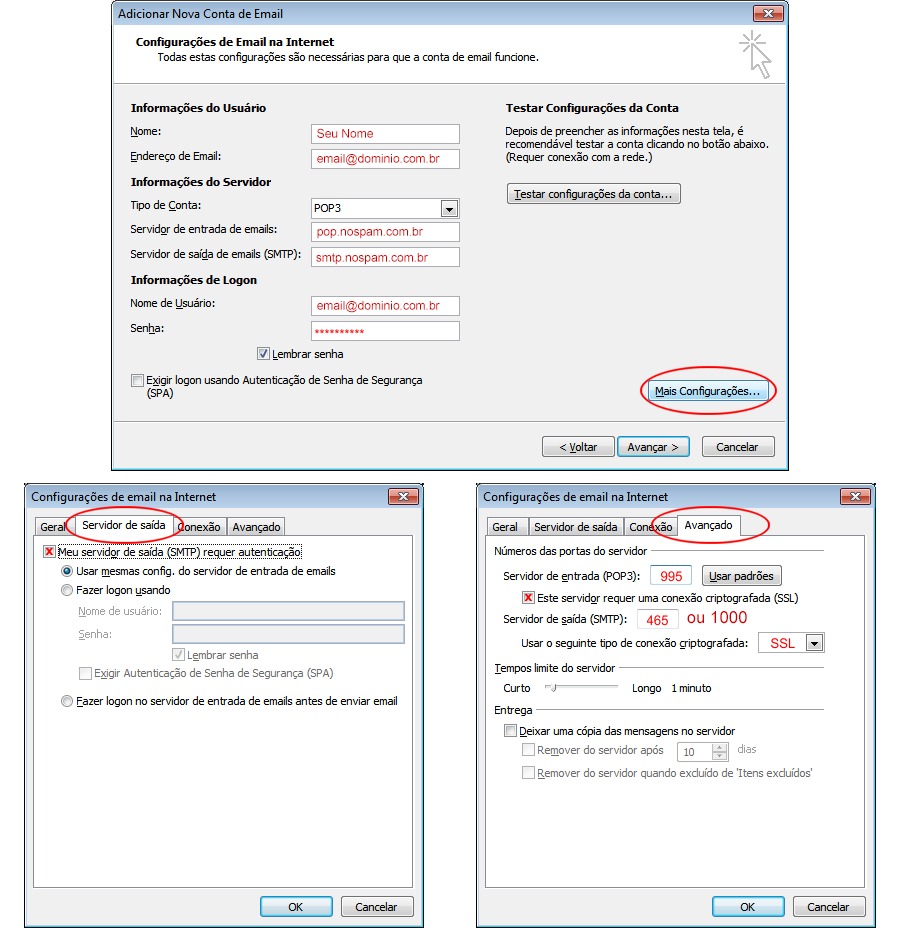 Adicionar Nova Conta de Email
Configurações de Email na Internet
Todas estas configurações são necessárias para que a conta de email funcione.
Informações do Usuário
Nome: Seu Nome
Endereço de Email: email@dominio.com.br
Informações do Servidor
Tipo de Conta: POP3
Servidor de entrada de emails: pop.nospam.com.br
Servidor de saída de emails (SMTP): smtp.nospam.com.br
Informações de Logon
Nome de Usuário: email@dominio.com.br
Senha: **********
Lembrar senha
Exigir logon usando Autenticação de Senha de Segurança
(SPA)
Testar Configurações da Conta
Depois de preencher as informações nesta tela, é
recomendável testar a conta clicando no botão abaixo.
(Requer conexão com a rede.)
Testar configurações da conta...
Mais Configurações...
< Voltar Avançar > Cancelar
Configurações de email na Internet
Geral Servidor de saída Conexão Avançado
Meu servidor de saída (SMTP) requer autenticação
Usar mesmas config. do servidor de entrada de emails
Fazer logon usando
Nome de usuário:
Senha:
Lembrar senha
Exigir Autenticação de Senha de Segurança (SPA)
Fazer logon no servidor de entrada de emails antes de enviar email
OK Cancelar
Configurações de email na Internet
Geral Servidor de saída Conexão Avançado
Números das portas do servidor
Servidor de entrada (POP3): 995 Usar padrões
Este servidor requer uma conexão criptografada (SSL)
Servidor de saída (SMTP): 465 ou 1000
Usar o seguinte tipo de conexão criptografada: SSL
Tempos limite do servidor
Curto Longo 1 minuto
Entrega
Deixar uma cópia das mensagens no servidor
Remover do servidor após 10 dias
Remover do servidor quando excluído de 'Itens excluídos'
OK Cancelar